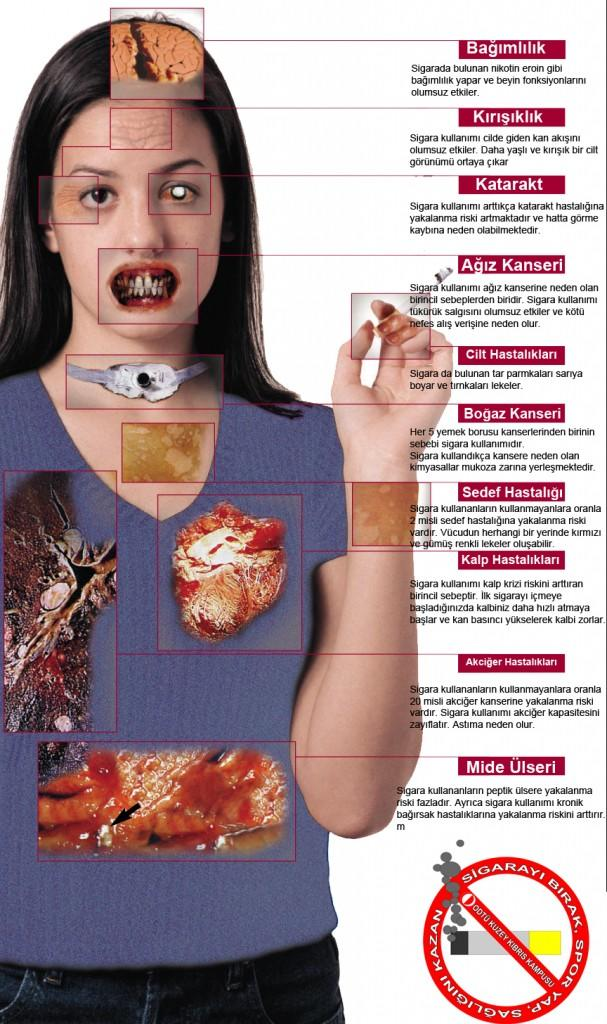 Bağımlılık
Sigarada bulunan nikotin eroin gibi
bağımlılık yapar ve beyin fonksiyonlarını
olumsuz etkiler.
Kırışıklık
Sigara kullanımı cilde giden kan akışını
olumsuz etkiler. Daha yaşlı ve kırışık bir cilt
görünümü ortaya çıkar
Katarakt
Sigara kullanımı arttıkça katarakt hastalığına
yakalanma riski artmaktadır ve hatta görme
kaybına neden olabilmektedir.
Ağız Kanseri
Sigara kullanımı ağız kanserine neden olan
birincil sebeplerden biridir. Sigara kullanımı
tükürük salgısını olumsuz etkiler ve kötü
nefes alış verişine neden olur.
Cilt Hastalıkları
Sigara da bulunan tar parmkaları sarıya
boyar ve tırnkaları lekeler.
Boğaz Kanseri
Her 5 yemek borusu kanserlerinden birinin
sebebi sigara kullanımıdır.
Sigara kullandıkça kansere neden olan
kimyasallar mukoza zarına yerleşmektedir.
Sedef Hastalığı
Sigara kullananların kullanmayanlara oranla
2 misli sedef hastalığına yakalanma riski
vardır. Vücudun herhangi bir yerinde kırmızı
ve gümüş renkli lekeler oluşabilir.
Kalp Hastalıkları
Sigara kullanımı kalp krizi riskini arttıran
birincil sebeptir. İlk sigarayı içmeye
başladığınızda kalbiniz daha hızlı atmaya
başlar ve kan basıncı yükselerek kalbi zorlar.
Akciğer Hastalıkları
Sigara kullananların kullanmayanlara oranla
20 misli akciğer kanserine yakalanma riski
vardır. Sigara kullanımı akciğer kapasitesini
zayıflatır. Astıma neden olur.
Mide Ülseri
Sigara kullananların peptik ülsere yakalanma
riski fazladır. Ayrıca sigara kullanımı kronik
bağırsak hastalıklarına yakalanma riskini arttırır.
m
SİGARAYI BIRAK, SPOR YAP, SAĞLIĞINI KAZAN
ODTÜ KUZEY KIBRIS KAMPUSU